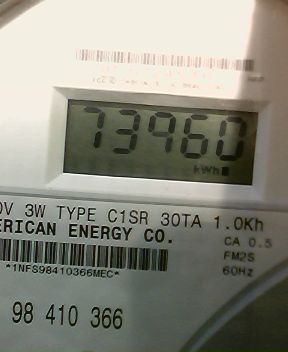 73960
kWh
0V 3W TYPE C1SR 30TA 1.0Kh
ERICAN ENERGY CO.
CA 0.5
FM2S
*1NFS98410366MEC*
60Hz
98 410 366